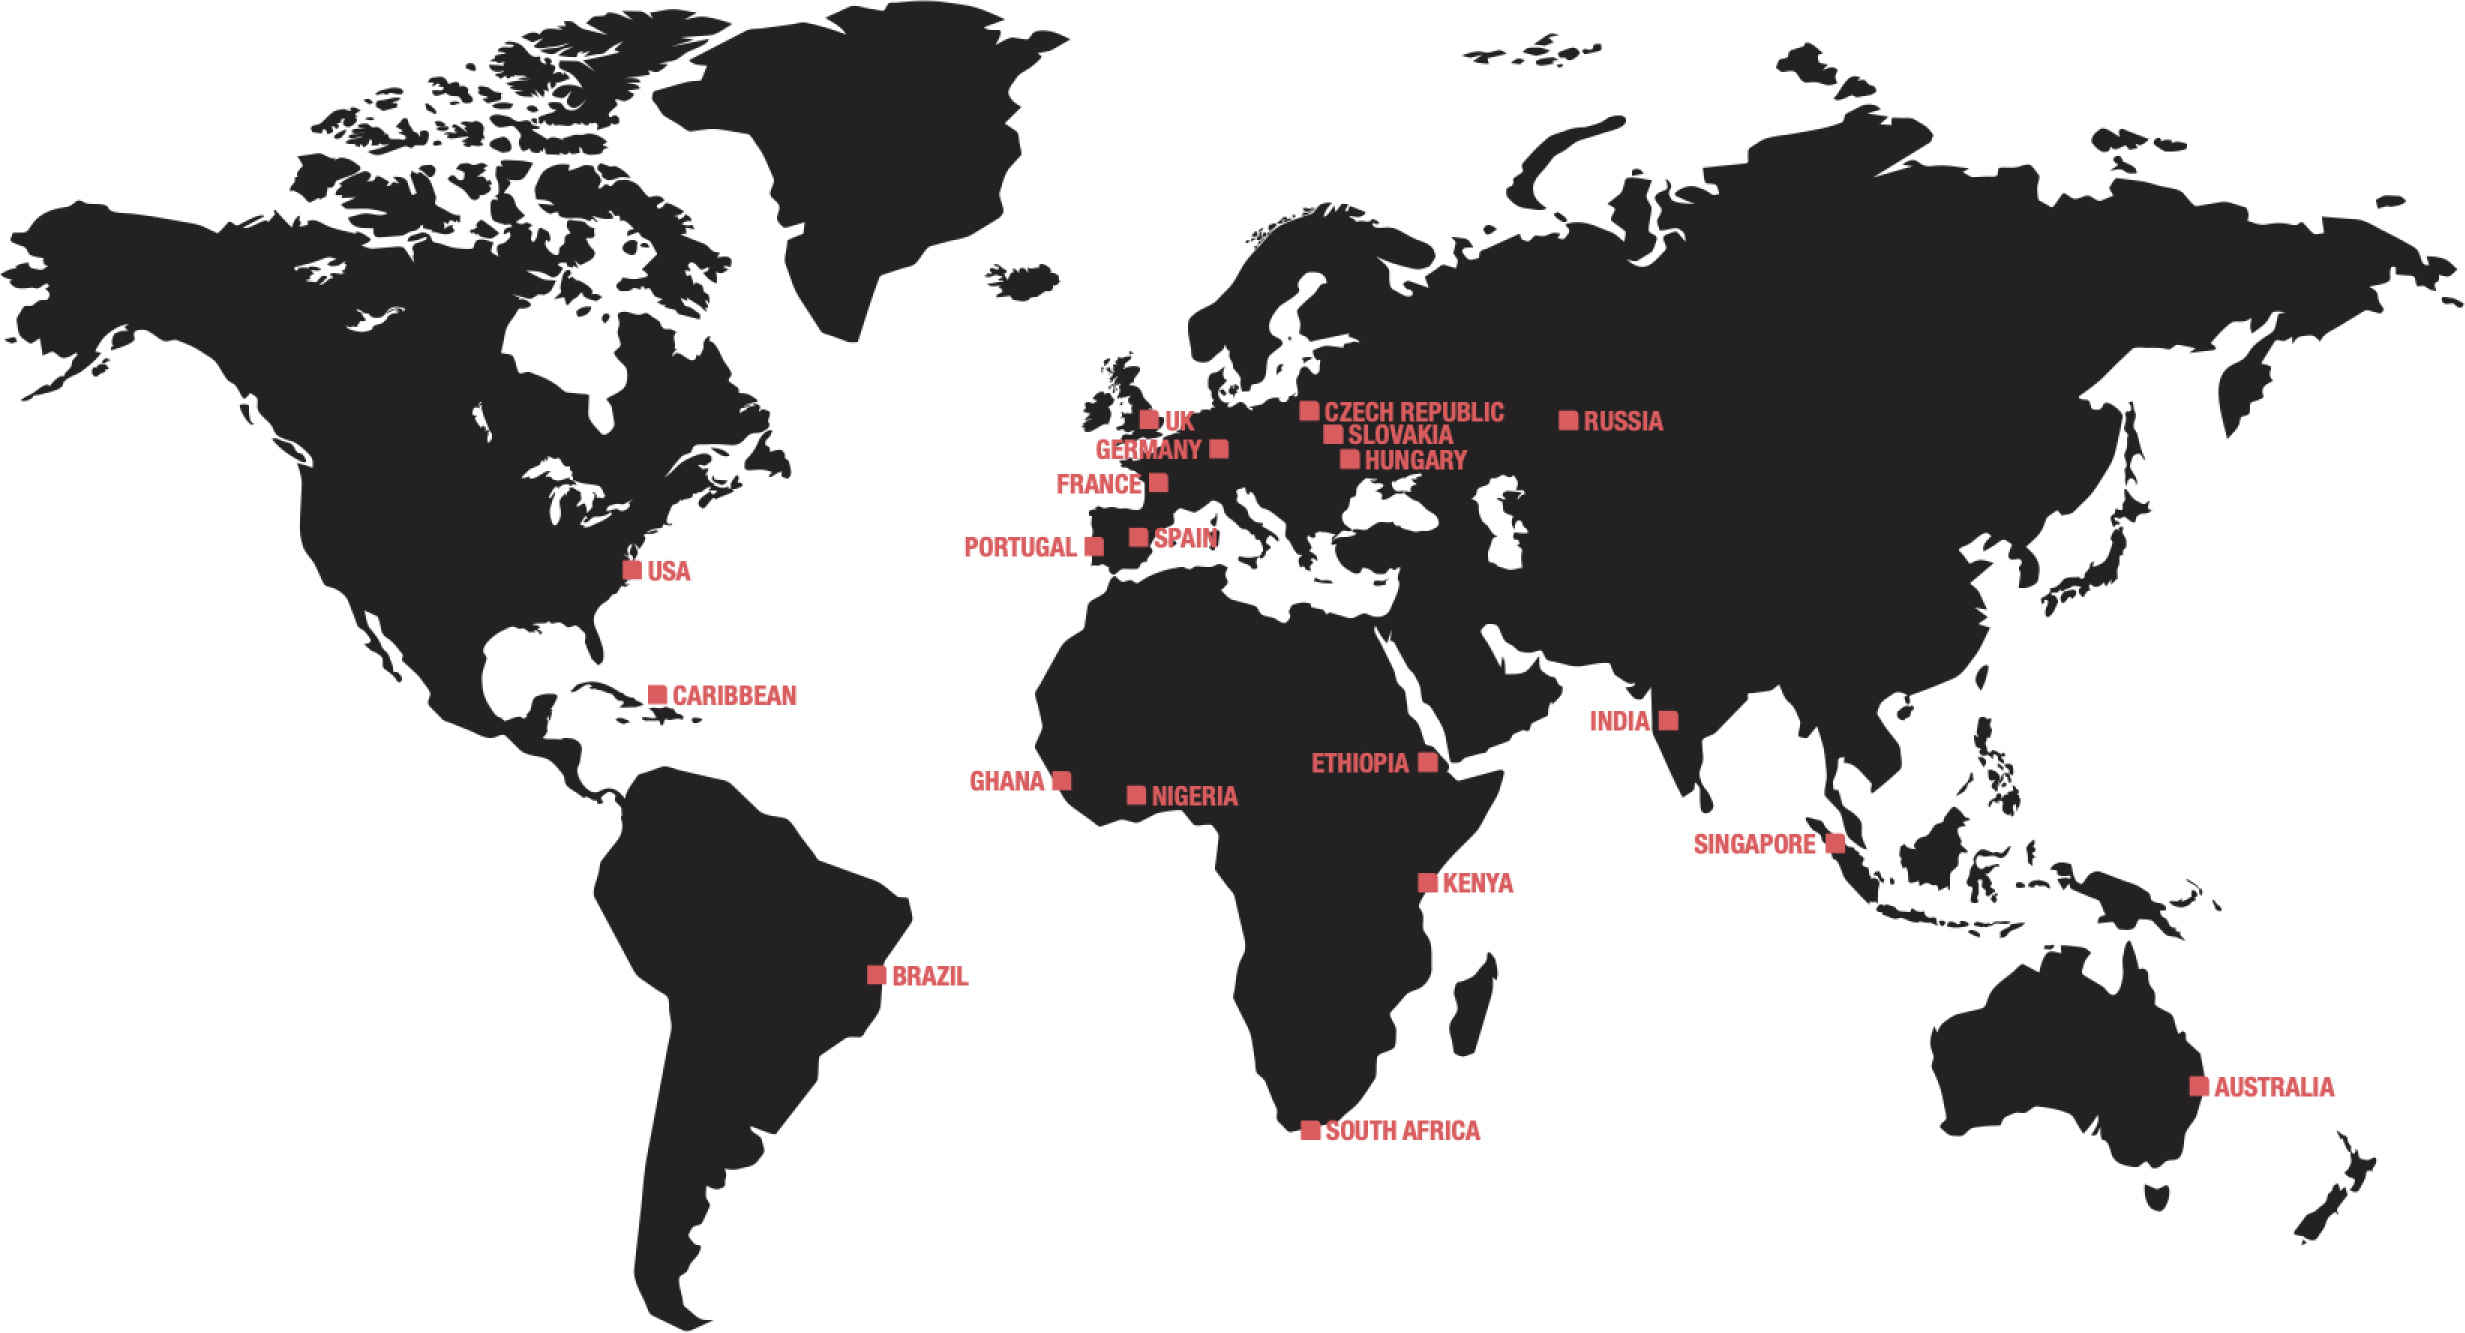 CZECH REPUBLIC
UK
RUSSIA
SLOVAKIA
GERMANY
HUNGARY
FRANCE
SPAIN
PORTUGAL
USA
CARIBBEAN
INDIA
ETHIOPIA
GHANA
NIGERIA
SINGAPORE
KENYA
BRAZIL
AUSTRALIA
SOUTH AFRICA